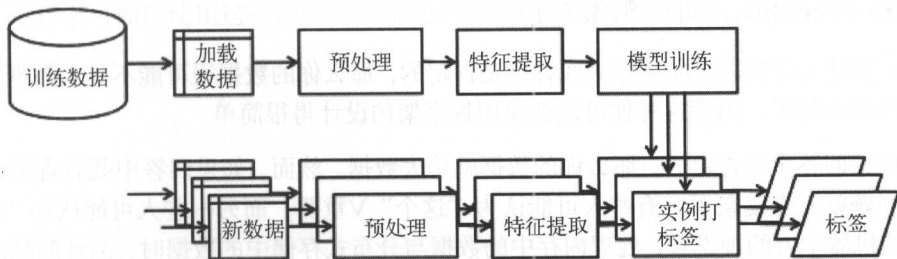 训练数据
加载
数据
预处理
特征提取
模型训练
新数据
预处理
特征提取
实例打
标签
标签